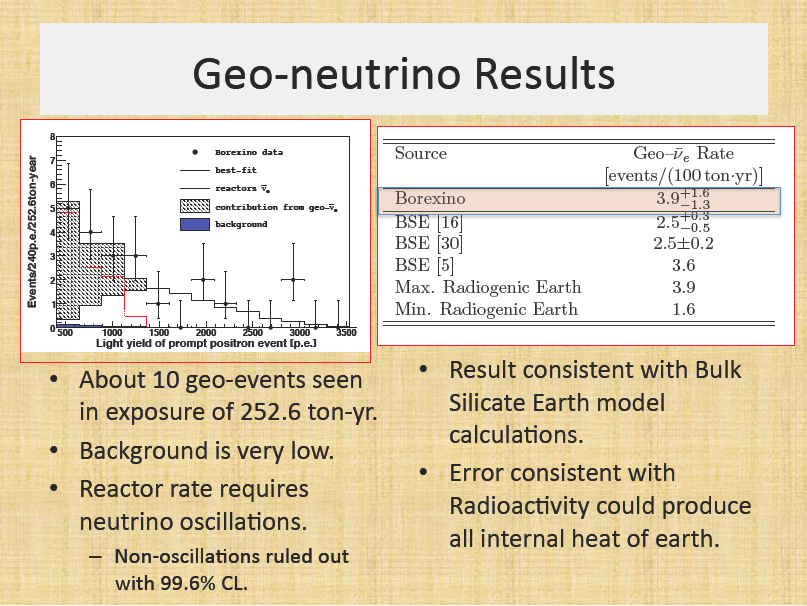 Geo-neutrino Results
Events/240p.e./252.6ton-year
8
7
6
5
4
3
2
1
0
Borexino data
best-fit
reactors ν̄e
contribution from geo-ν̄e
background
500 1000 1500 2000 2500 3000 3500
Light yield of prompt positron event [p.e.]
Source Geo–ν̄e Rate
[events/(100 ton·yr)]
Borexino 3.9+1.6−1.3
BSE [16] 2.5+0.3−0.5
BSE [30] 2.5±0.2
BSE [5] 3.6
Max. Radiogenic Earth 3.9
Min. Radiogenic Earth 1.6
• About 10 geo-events seen
in exposure of 252.6 ton-yr.
• Background is very low.
• Reactor rate requires
neutrino oscillations.
– Non-oscillations ruled out
with 99.6% CL.
• Result consistent with Bulk
Silicate Earth model
calculations.
• Error consistent with
Radioactivity could produce
all internal heat of earth.